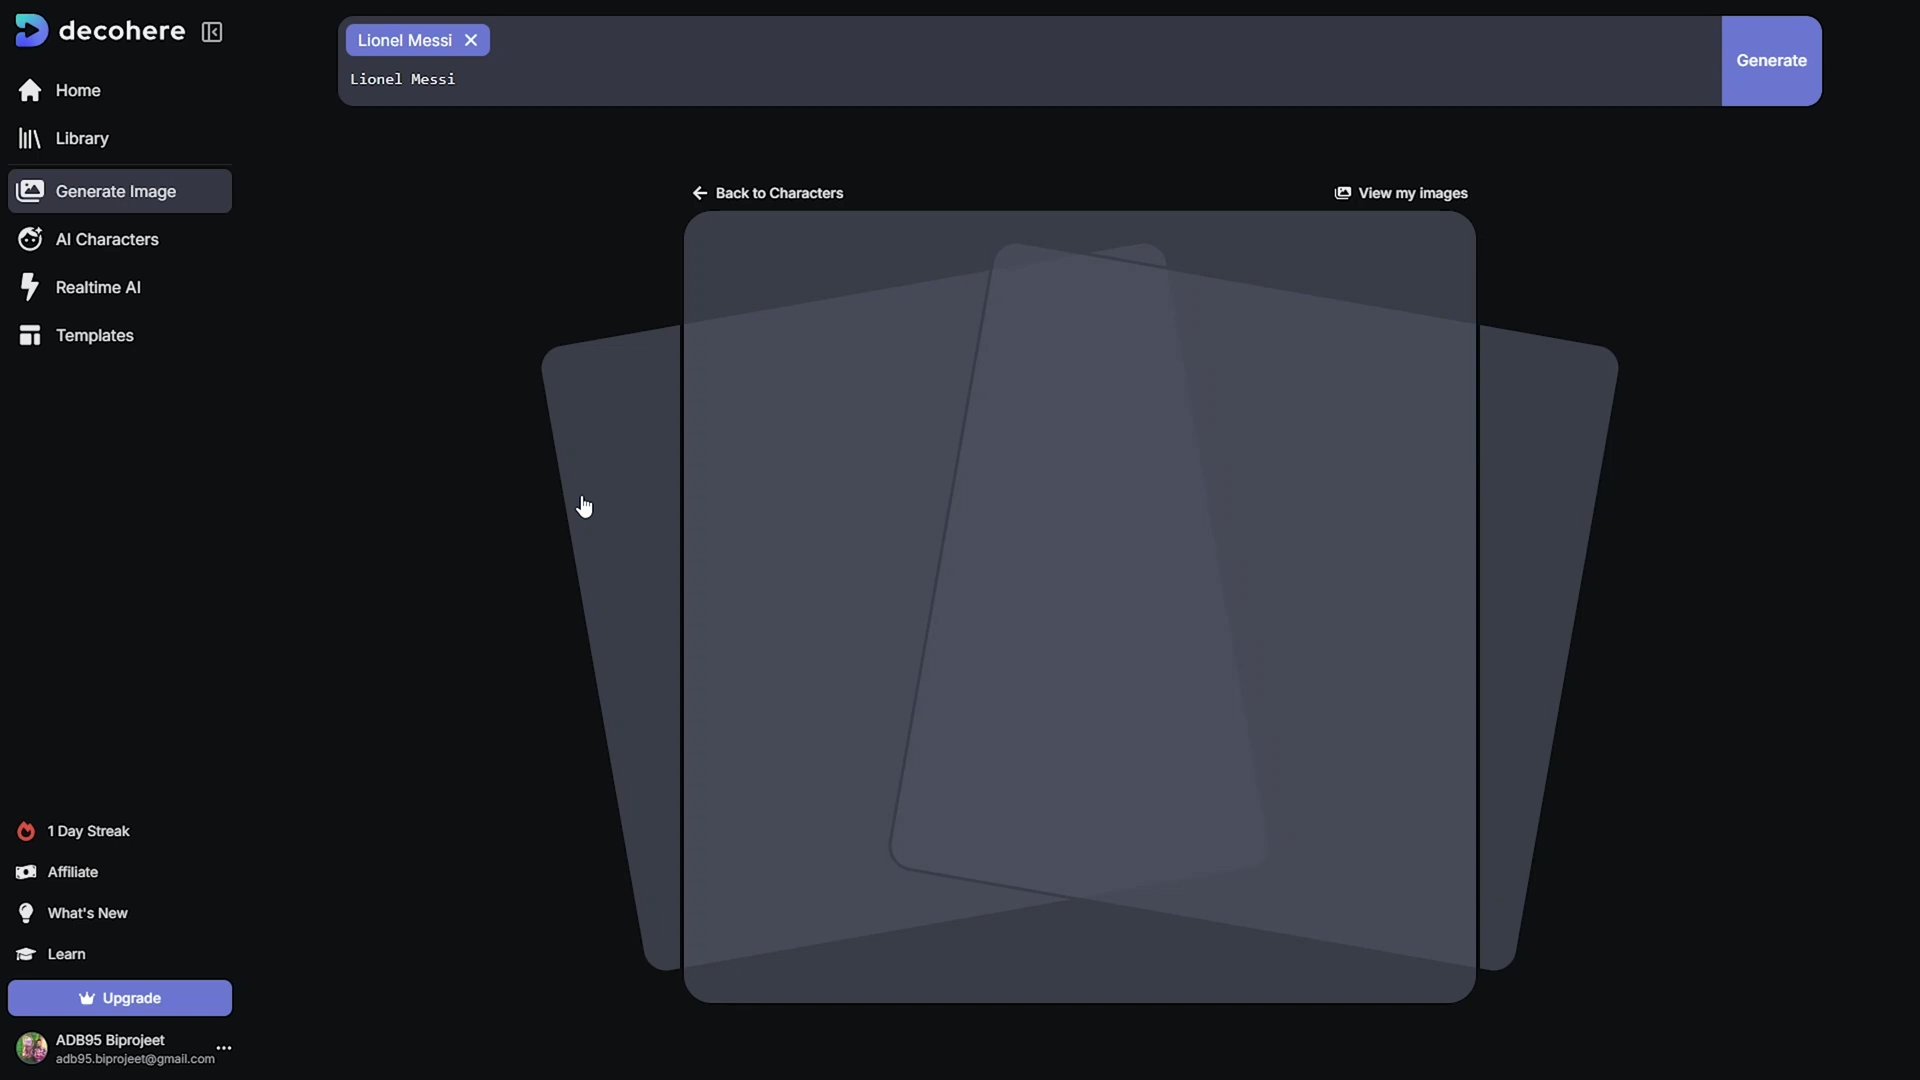 decohere
Home
Library
Generate Image
AI Characters
Realtime AI
Templates
1 Day Streak
Affiliate
What's New
Learn
Upgrade
ADB95 Biprojeet
adb95.biprojeet@gmail.com
Lionel Messi
Lionel Messi
Generate
Back to Characters
View my images